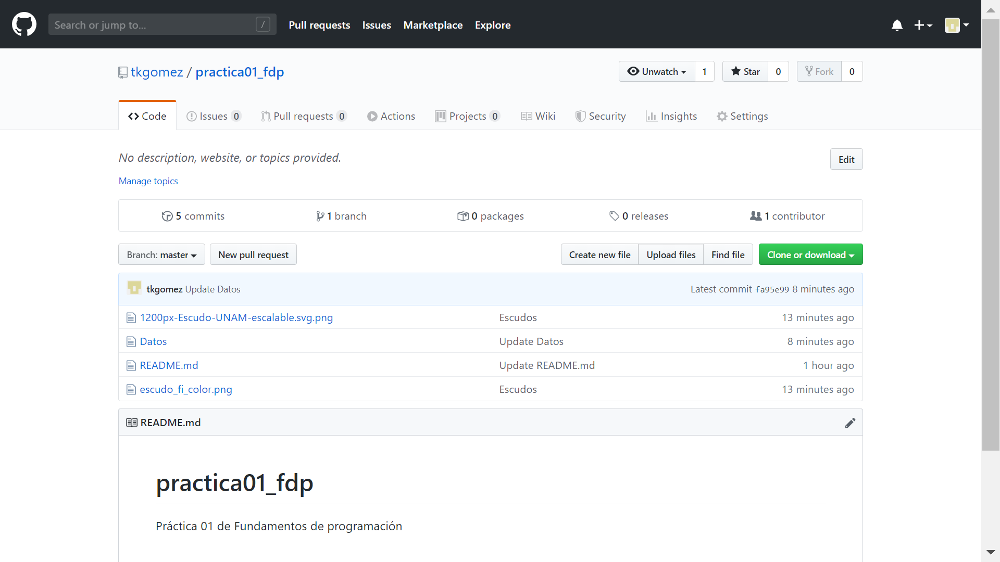 Search or jump to... /
Pull requests Issues Marketplace Explore
tkgomez / practica01_fdp
Unwatch 1 Star 0 Fork 0
Code Issues 0 Pull requests 0 Actions Projects 0 Wiki Security Insights Settings
No description, website, or topics provided.
Edit
Manage topics
5 commits 1 branch 0 packages 0 releases 1 contributor
Branch: master New pull request Create new file Upload files Find file Clone or download
tkgomez Update Datos Latest commit fa95e99 8 minutes ago
1200px-Escudo-UNAM-escalable.svg.png Escudos 13 minutes ago
Datos Update Datos 8 minutes ago
README.md Update README.md 1 hour ago
escudo_fi_color.png Escudos 13 minutes ago
README.md
practica01_fdp
Práctica 01 de Fundamentos de programación